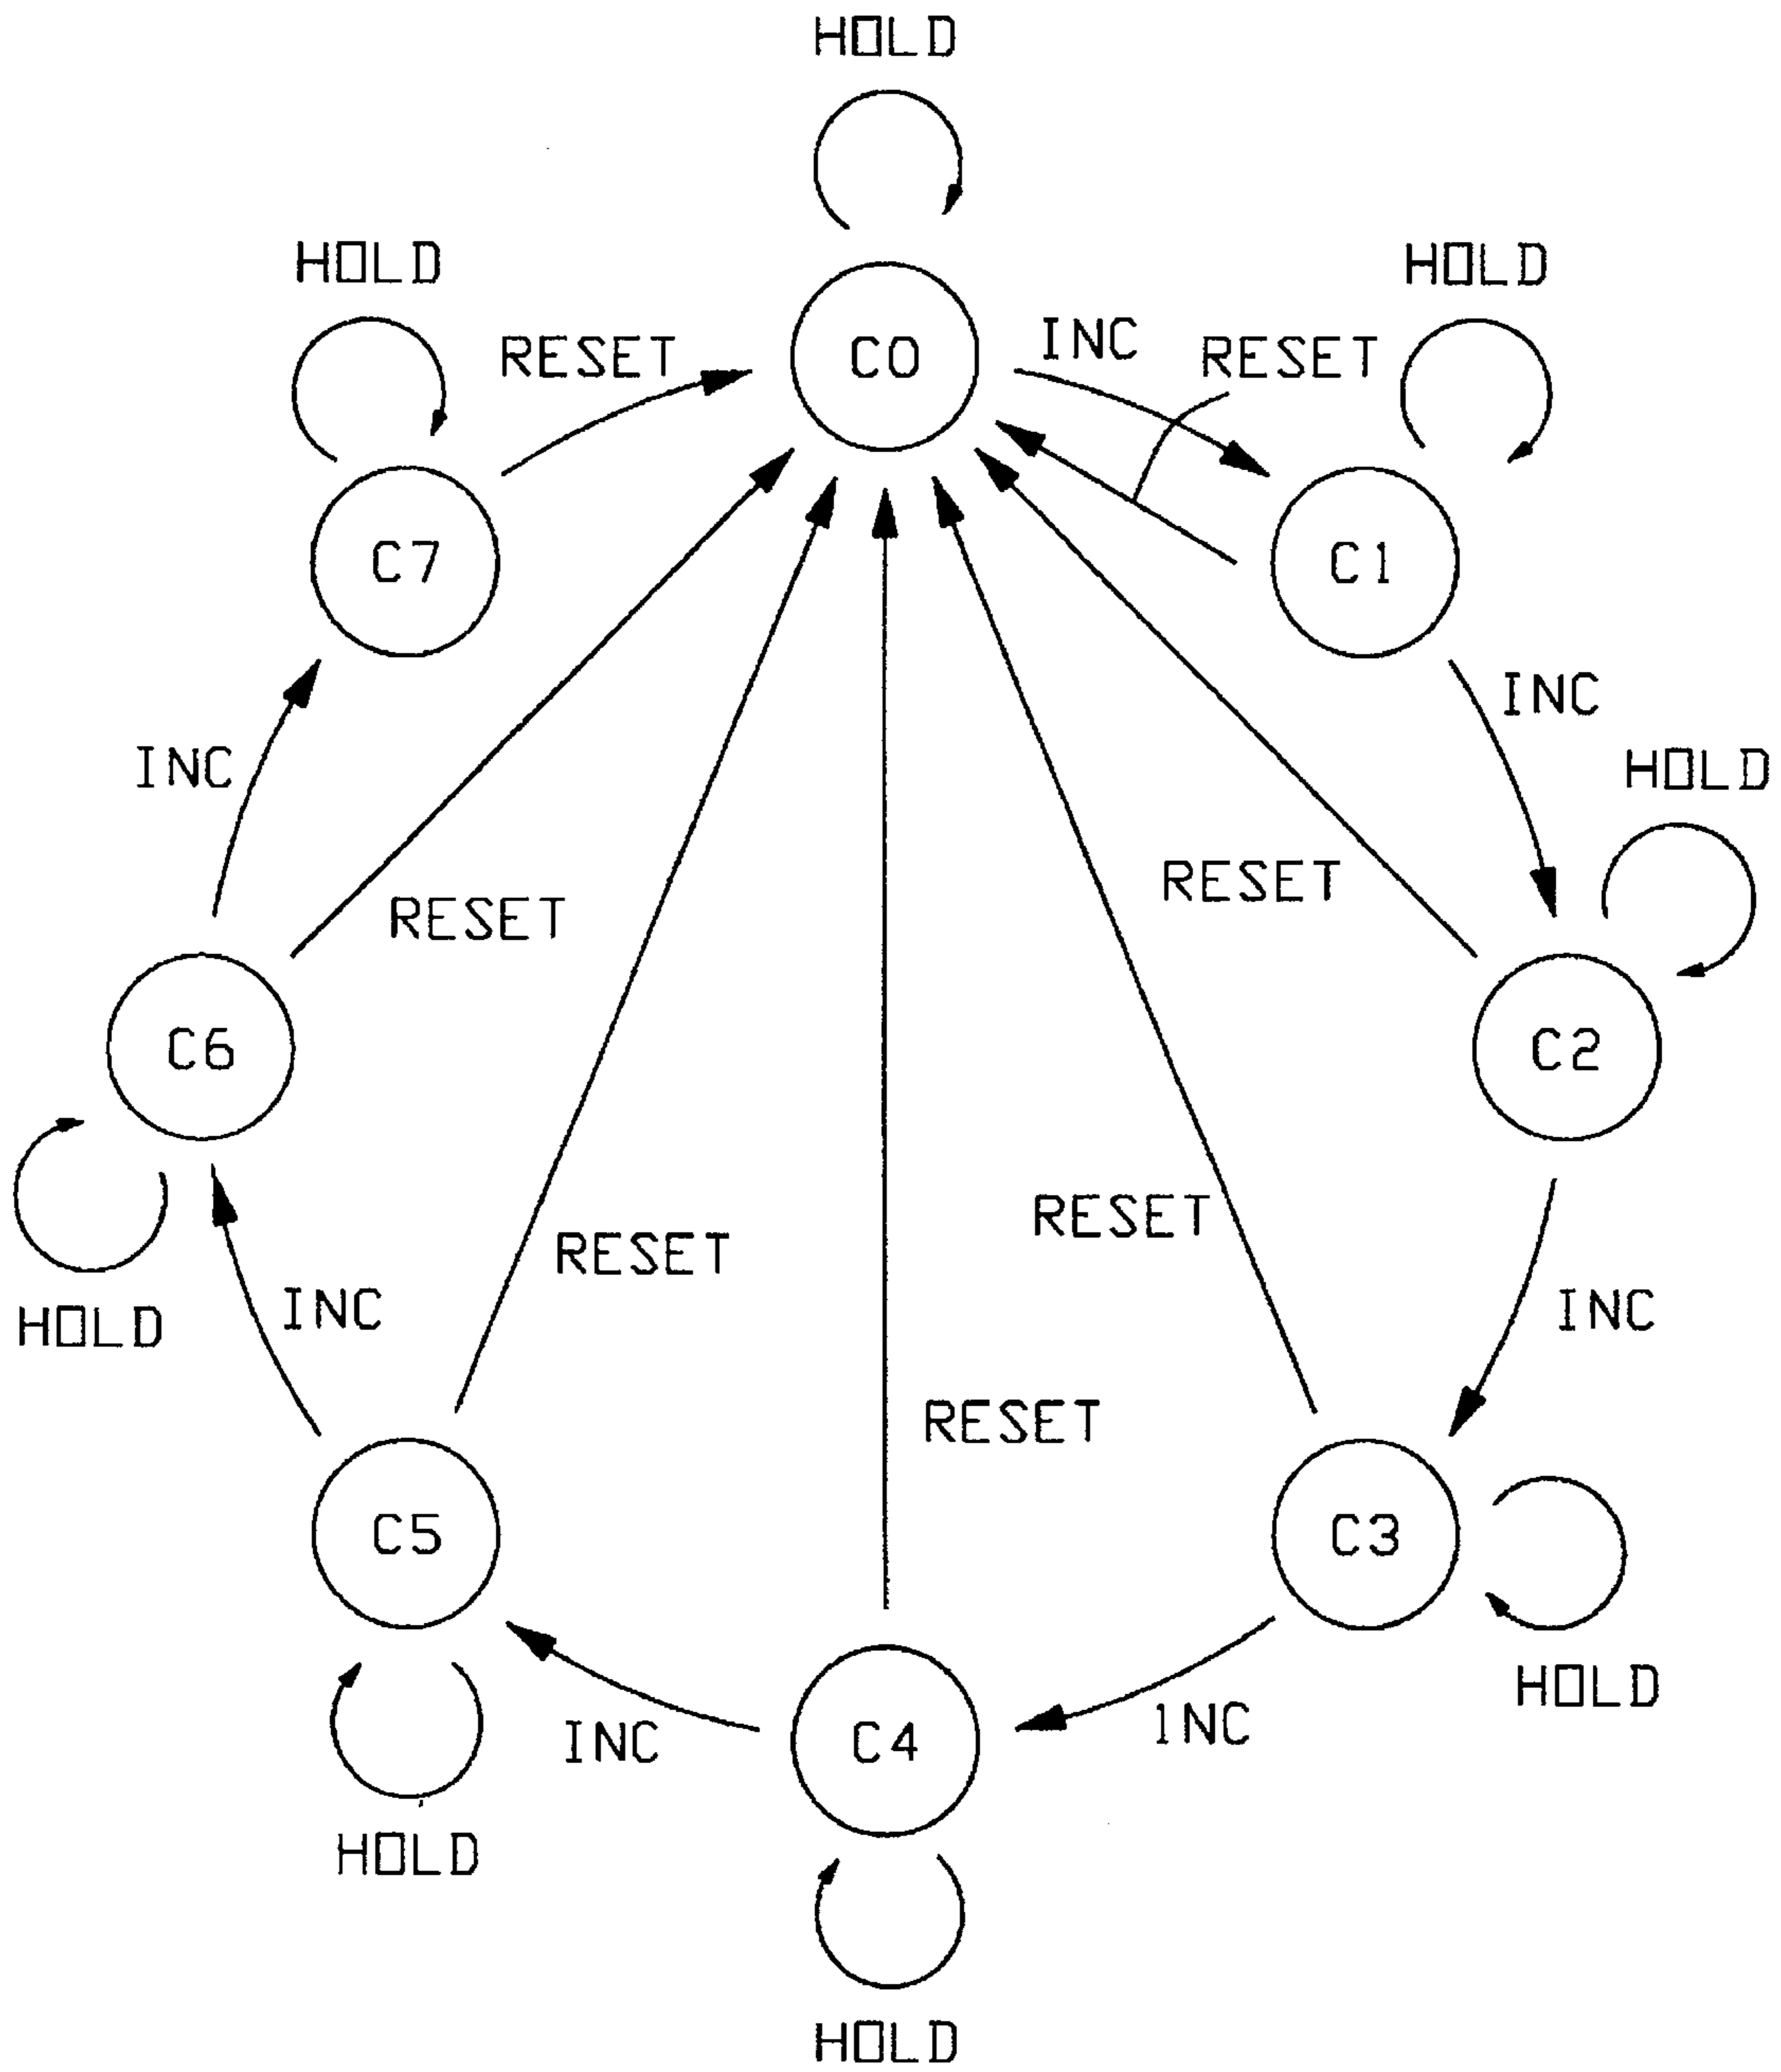 HOLD
HOLD
HOLD
RESET
C0
INC
RESET
C7
C1
INC
HOLD
INC
RESET
RESET
C6
C2
RESET
RESET
INC
INC
HOLD
RESET
C5
C3
HOLD
INC
C4
INC
HOLD
HOLD